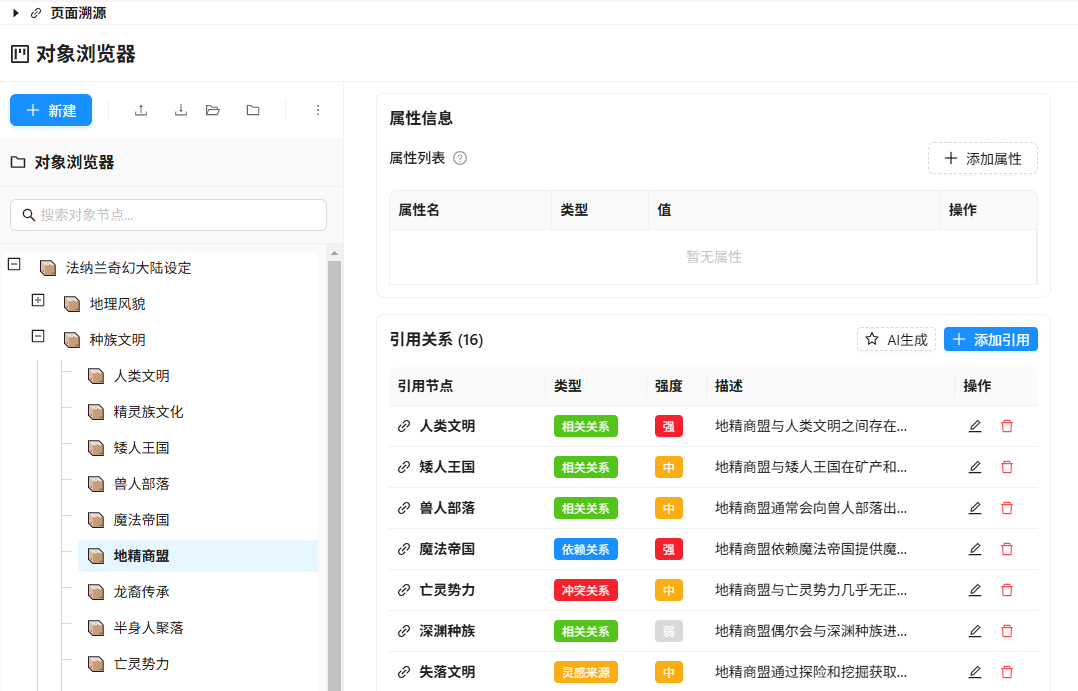 页面溯源
对象浏览器
新建
对象浏览器
搜索对象节点...
法纳兰奇幻大陆设定
地理风貌
种族文明
人类文明
精灵族文化
矮人王国
兽人部落
魔法帝国
地精商盟
龙裔传承
半身人聚落
亡灵势力
属性信息
属性列表
添加属性
属性名 类型 值 操作
暂无属性
引用关系 (16)
AI生成 添加引用
引用节点 类型 强度 描述 操作
人类文明 相关关系 强 地精商盟与人类文明之间存在...
矮人王国 相关关系 中 地精商盟与矮人王国在矿产和...
兽人部落 相关关系 中 地精商盟通常会向兽人部落出...
魔法帝国 依赖关系 强 地精商盟依赖魔法帝国提供魔...
亡灵势力 冲突关系 中 地精商盟与亡灵势力几乎无正...
深渊种族 相关关系 弱 地精商盟偶尔会与深渊种族进...
失落文明 灵感来源 中 地精商盟通过探险和挖掘获取...